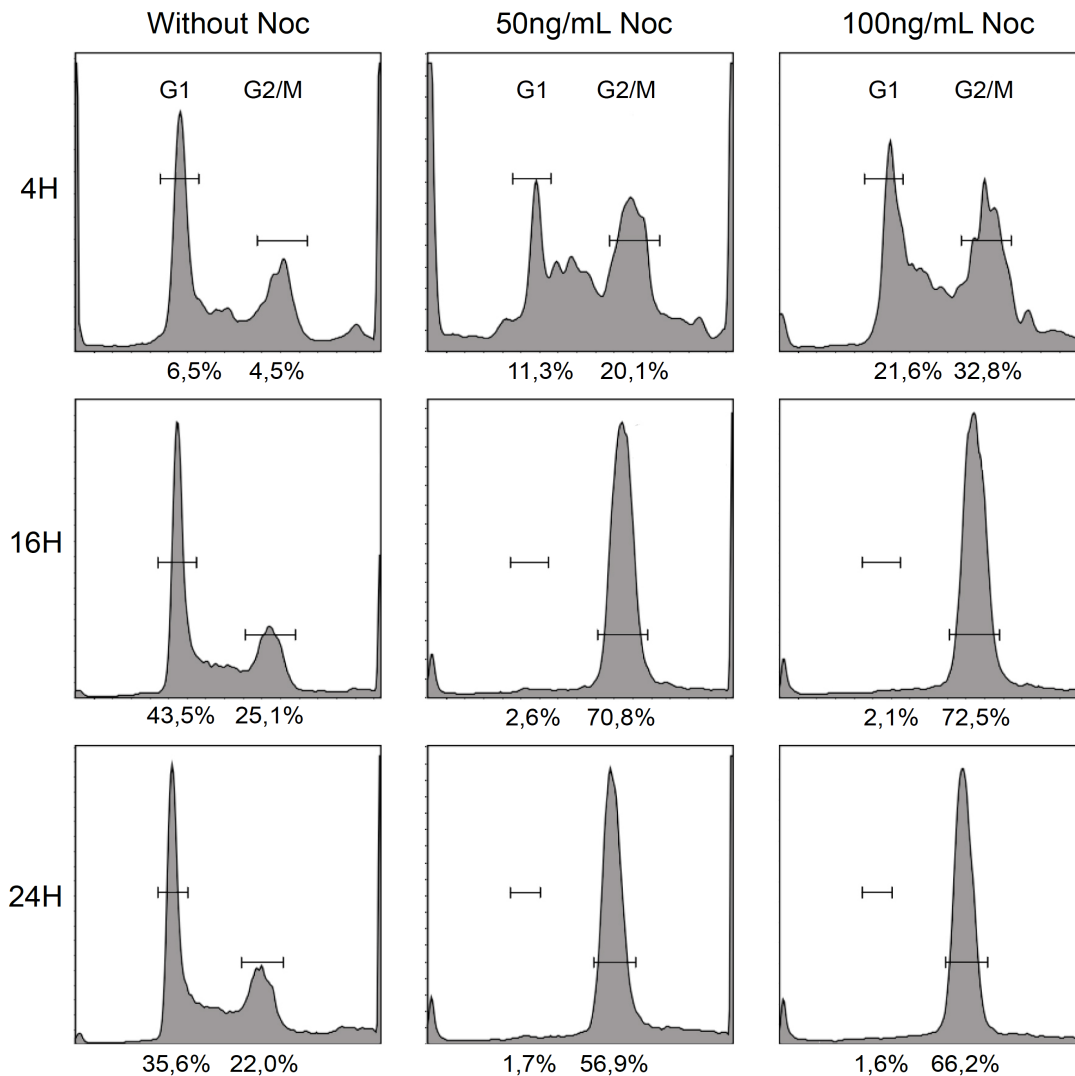 Without Noc 50ng/mL Noc 100ng/mL Noc
G1 G2/M G1 G2/M G1 G2/M
4H
6,5% 4,5% 11,3% 20,1% 21,6% 32,8%
16H
43,5% 25,1% 2,6% 70,8% 2,1% 72,5%
24H
35,6% 22,0% 1,7% 56,9% 1,6% 66,2%